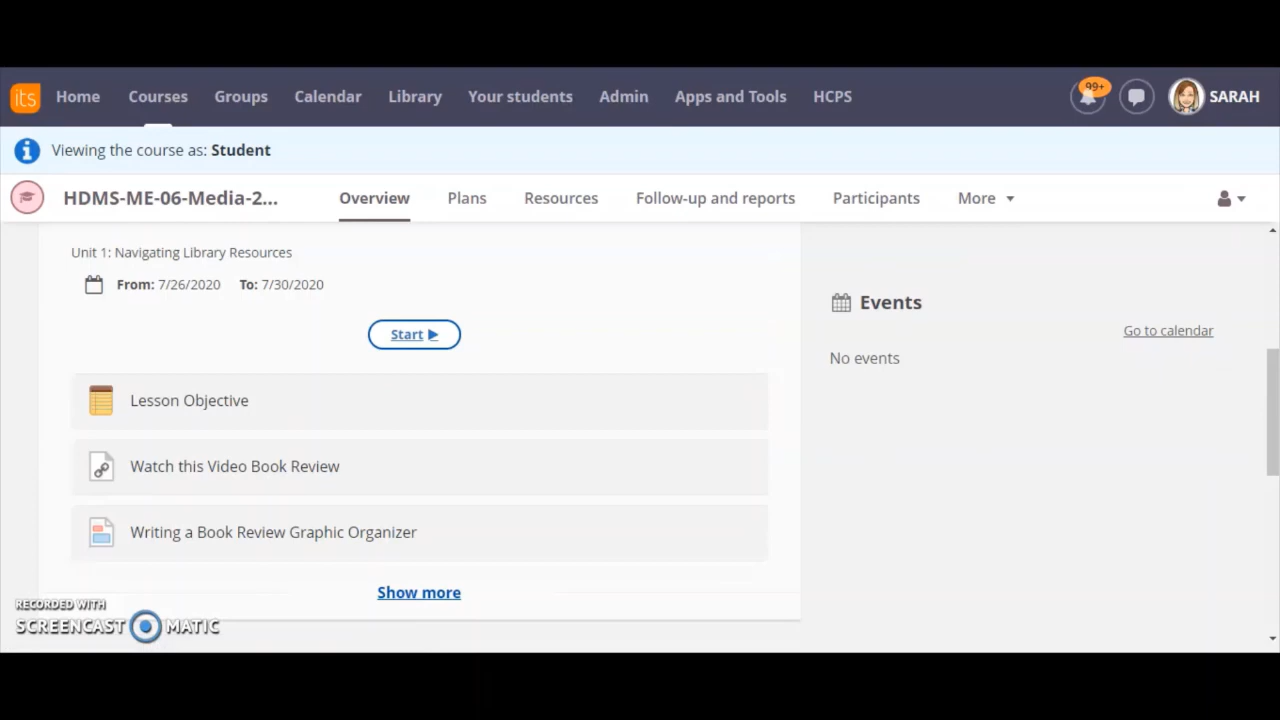 its Home Courses Groups Calendar Library Your students Admin Apps and Tools HCPS 99+ SARAH
Viewing the course as: Student
HDMS-ME-06-Media-2... Overview Plans Resources Follow-up and reports Participants More
Unit 1: Navigating Library Resources
From: 7/26/2020 To: 7/30/2020
Start
Lesson Objective
Watch this Video Book Review
Writing a Book Review Graphic Organizer
Show more
Events
Go to calendar
No events
RECORDED WITH
SCREENCAST MATIC